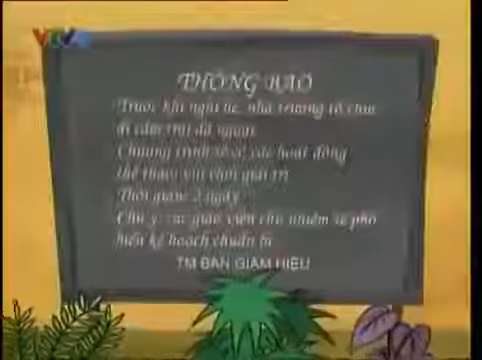 THÔNG BÁO
Trước khi nghỉ tết, nhà trường tổ chức
đi cắm trại dã ngoại
Chương trình sẽ có các hoạt động
thể thao vui chơi giải trí
Thời gian: 2 ngày
Chú ý: các giáo viên chủ nhiệm sẽ phổ
biến kế hoạch chuẩn bị
TM BAN GIÁM HIỆU